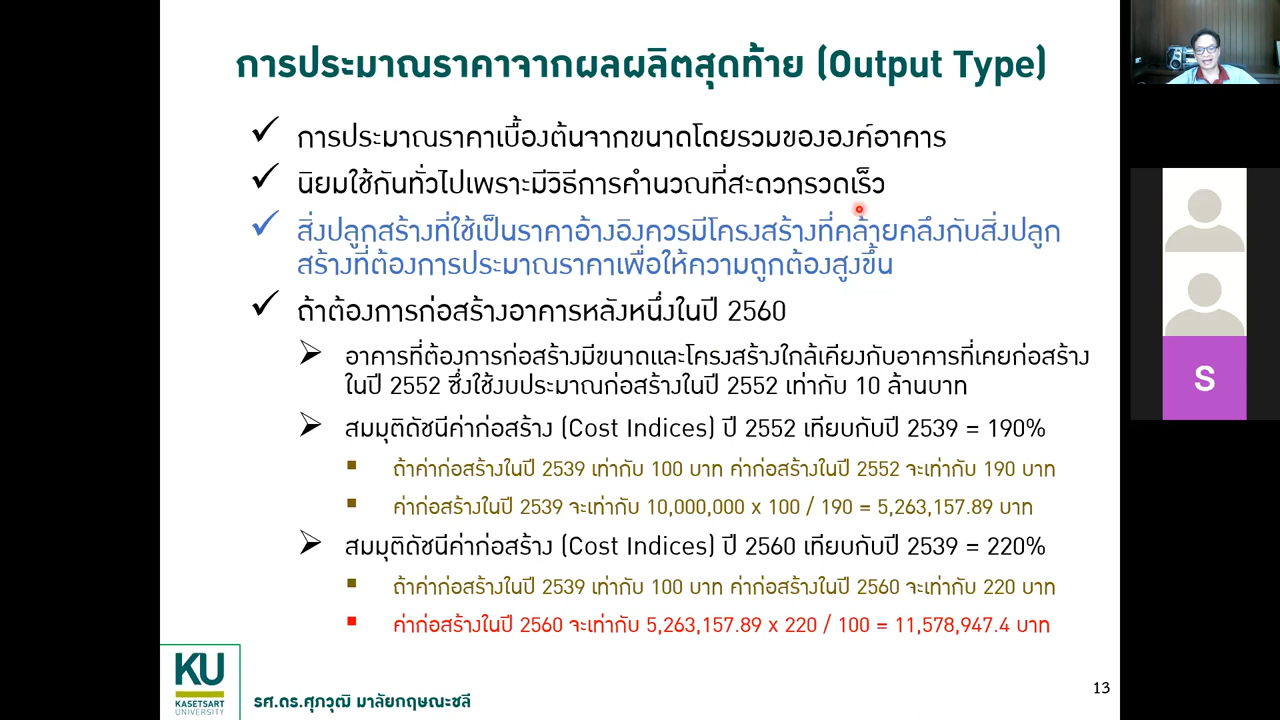 การประมาณราคาจากผลผลิตสุดท้าย (Output Type)
✓ การประมาณราคาเบื้องต้นจากขนาดโดยรวมขององค์อาคาร
✓ นิยมใช้กันทั่วไปเพราะมีวิธีการคำนวณที่สะดวกรวดเร็ว
✓ สิ่งปลูกสร้างที่ใช้เป็นราคาอ้างอิงควรมีโครงสร้างที่คล้ายคลึงกับสิ่งปลูก
สร้างที่ต้องการประมาณราคาเพื่อให้ความถูกต้องสูงขึ้น
✓ ถ้าต้องการก่อสร้างอาคารหลังหนึ่งในปี 2560
➢ อาคารที่ต้องการก่อสร้างมีขนาดและโครงสร้างใกล้เคียงกับอาคารที่เคยก่อสร้าง
ในปี 2552 ซึ่งใช้งบประมาณก่อสร้างในปี 2552 เท่ากับ 10 ล้านบาท
➢ สมมุติดัชนีค่าก่อสร้าง (Cost Indices) ปี 2552 เทียบกับปี 2539 = 190%
▪ ถ้าค่าก่อสร้างในปี 2539 เท่ากับ 100 บาท ค่าก่อสร้างในปี 2552 จะเท่ากับ 190 บาท
▪ ค่าก่อสร้างในปี 2539 จะเท่ากับ 10,000,000 x 100 / 190 = 5,263,157.89 บาท
➢ สมมุติดัชนีค่าก่อสร้าง (Cost Indices) ปี 2560 เทียบกับปี 2539 = 220%
▪ ถ้าค่าก่อสร้างในปี 2539 เท่ากับ 100 บาท ค่าก่อสร้างในปี 2560 จะเท่ากับ 220 บาท
▪ ค่าก่อสร้างในปี 2560 จะเท่ากับ 5,263,157.89 x 220 / 100 = 11,578,947.4 บาท
KU
KASETSART
UNIVERSITY
รศ.ดร.ศุภวุฒิ มาลัยกฤษณะชลี
13
S